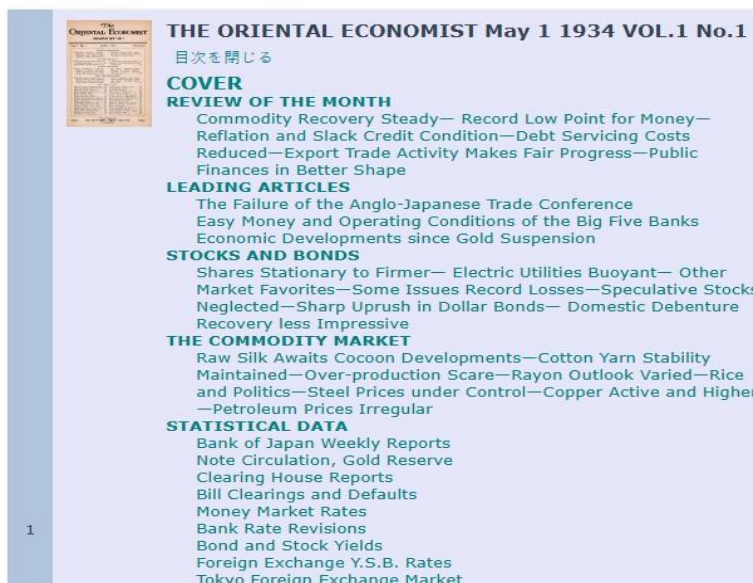 THE ORIENTAL ECONOMIST May 1 1934 VOL.1 No.1
目次を閉じる
COVER
REVIEW OF THE MONTH
Commodity Recovery Steady— Record Low Point for Money—
Reflation and Slack Credit Condition—Debt Servicing Costs
Reduced—Export Trade Activity Makes Fair Progress—Public
Finances in Better Shape
LEADING ARTICLES
The Failure of the Anglo-Japanese Trade Conference
Easy Money and Operating Conditions of the Big Five Banks
Economic Developments since Gold Suspension
STOCKS AND BONDS
Shares Stationary to Firmer— Electric Utilities Buoyant— Other
Market Favorites—Some Issues Record Losses—Speculative Stocks
Neglected—Sharp Uprush in Dollar Bonds— Domestic Debenture
Recovery less Impressive
THE COMMODITY MARKET
Raw Silk Awaits Cocoon Developments—Cotton Yarn Stability
Maintained—Over-production Scare—Rayon Outlook Varied—Rice
and Politics—Steel Prices under Control—Copper Active and Higher
—Petroleum Prices Irregular
STATISTICAL DATA
Bank of Japan Weekly Reports
Note Circulation, Gold Reserve
Clearing House Reports
Bill Clearings and Defaults
Money Market Rates
1
Bank Rate Revisions
Bond and Stock Yields
Foreign Exchange Y.S.B. Rates
Tokyo Foreign Exchange Market
The
ORIENTAL ECONOMIST